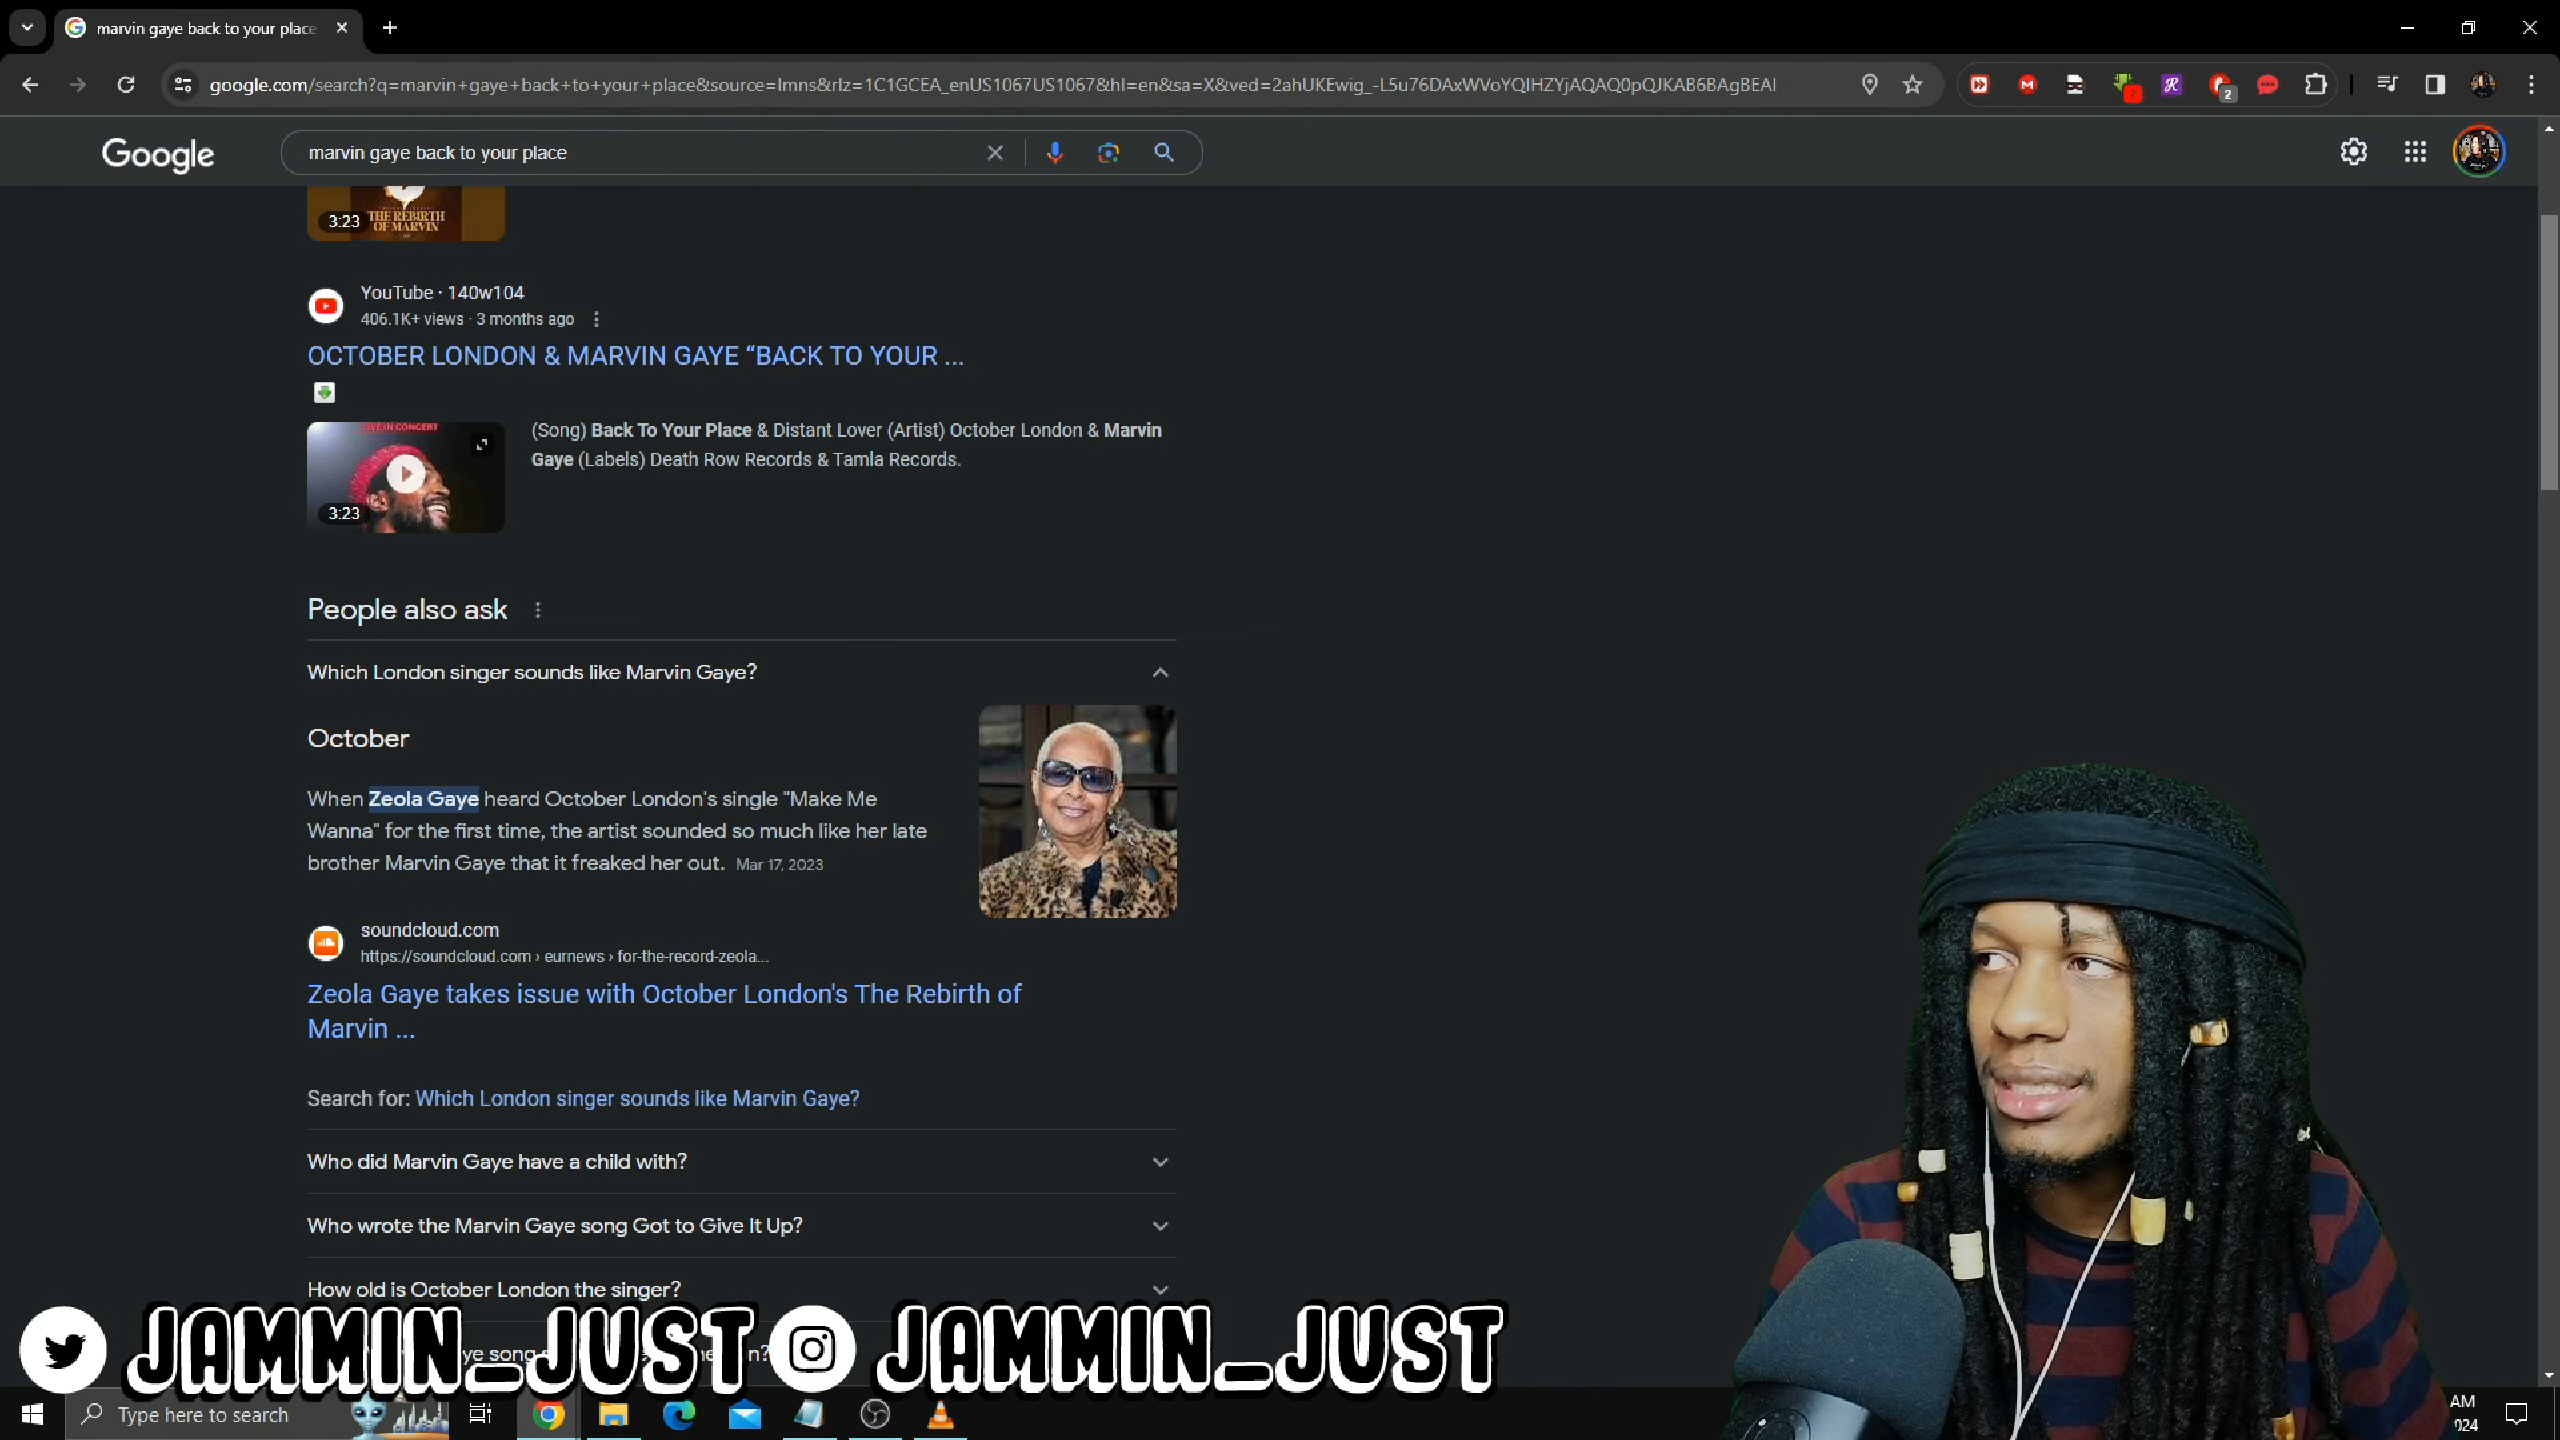 marvin gaye back to your place
google.com/search?q=marvin+gaye+back+to+your+place&source=lmns&rlz=1C1GCEA_enUS1067US1067&hl=en&sa=X&ved=2ahUKEwig_-L5u76DAxWVoYQIHZYjAQAQ0pQJKAB6BAgBEAI
2
Google
marvin gaye back to your place
THE REBIRTH
OF MARVIN
3:23
YouTube · 140w104
406.1K+ views · 3 months ago
OCTOBER LONDON & MARVIN GAYE “BACK TO YOUR ...
LIVE IN CONCERT
3:23
(Song) Back To Your Place & Distant Lover (Artist) October London & Marvin
Gaye (Labels) Death Row Records & Tamla Records.
People also ask
Which London singer sounds like Marvin Gaye?
October
When Zeola Gaye heard October London's single "Make Me
Wanna" for the first time, the artist sounded so much like her late
brother Marvin Gaye that it freaked her out. Mar 17, 2023
soundcloud.com
https://soundcloud.com › eurnews › for-the-record-zeola...
Zeola Gaye takes issue with October London's The Rebirth of
Marvin ...
Search for: Which London singer sounds like Marvin Gaye?
Who did Marvin Gaye have a child with?
Who wrote the Marvin Gaye song Got to Give It Up?
How old is October London the singer?
JAMMIN_JUST JAMMIN_JUST
Type here to search
AM